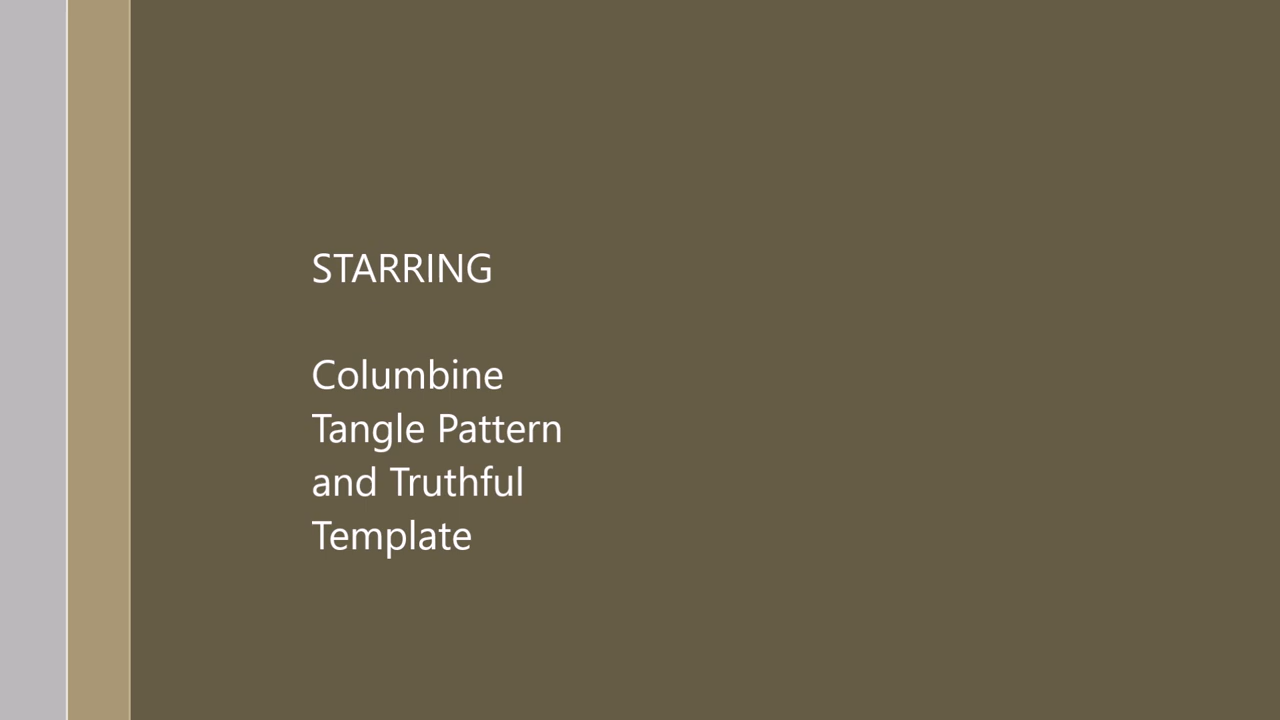 STARRING
Columbine
Tangle Pattern
and Truthful
Template